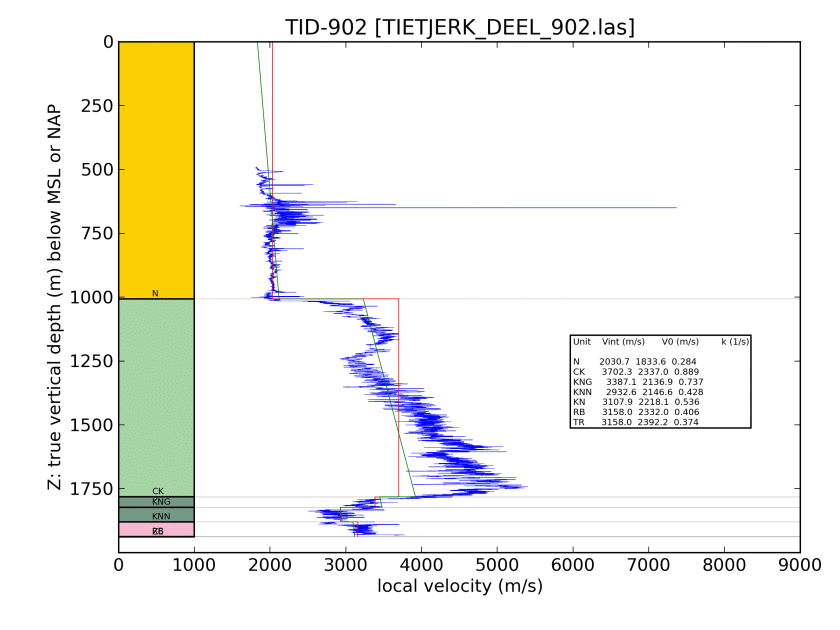 TID-902 [TIETJERK_DEEL_902.las]
Z: true vertical depth (m) below MSL or NAP
0
250
500
750
1000
1250
1500
1750
N
CK
KNG
KNN
Unit Vint (m/s) V0 (m/s) k (1/s)
N 2030.7 1833.6 0.284
CK 3702.3 2337.0 0.889
KNG 3387.1 2136.9 0.737
KNN 2932.6 2146.6 0.428
KN 3107.9 2218.1 0.536
RB 3158.0 2332.0 0.406
TR 3158.0 2392.2 0.374
0 1000 2000 3000 4000 5000 6000 7000 8000 9000
local velocity (m/s)